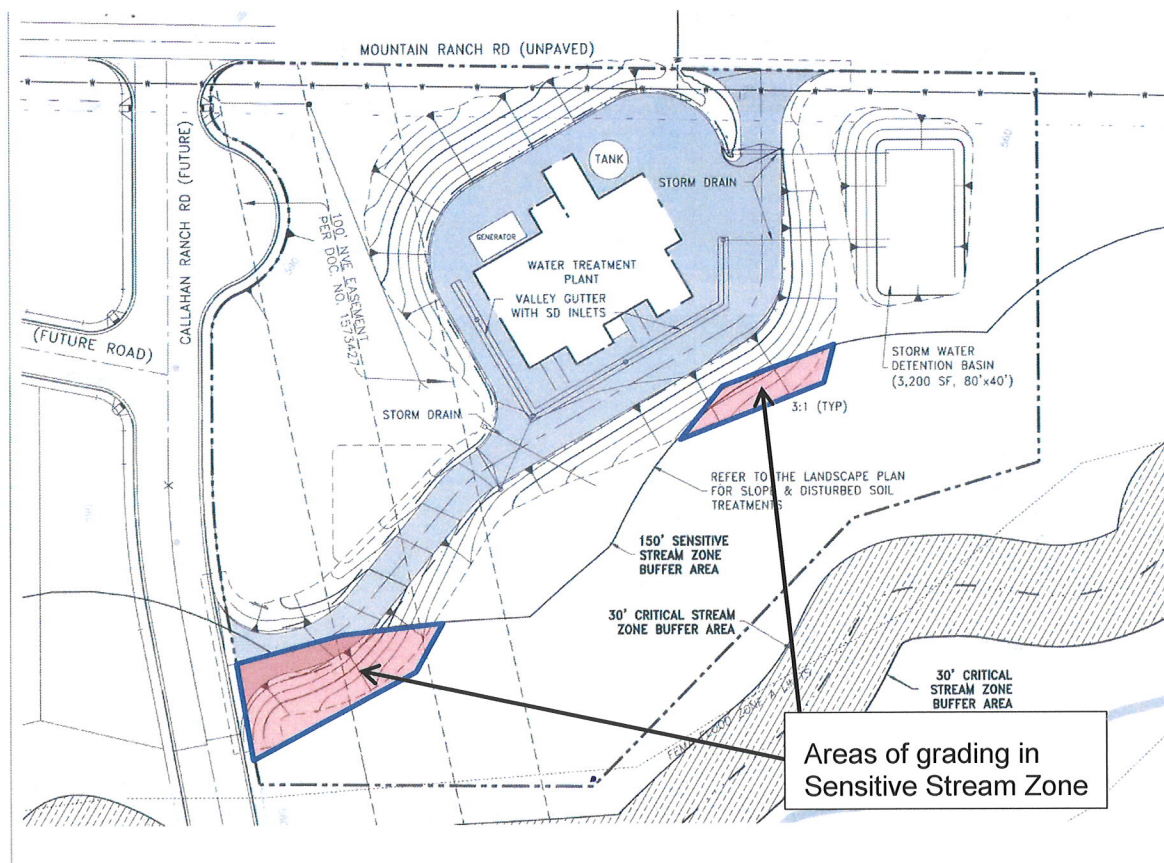 MOUNTAIN RANCH RD (UNPAVED)
CALLAHAN RANCH RD (FUTURE)
(FUTURE ROAD)
100' NVE EASEMENT
PER DOC. NO. 1573427
TANK
GENERATOR
WATER TREATMENT
PLANT
VALLEY GUTTER
WITH SD INLETS
STORM DRAIN
STORM DRAIN
STORM WATER
DETENTION BASIN
(3,200 SF, 80'x40')
3:1 (TYP)
REFER TO THE LANDSCAPE PLAN
FOR SLOPE & DISTURBED SOIL
TREATMENTS
150' SENSITIVE
STREAM ZONE
BUFFER AREA
30' CRITICAL STREAM
ZONE BUFFER AREA
30' CRITICAL
STREAM ZONE
BUFFER AREA
FEMA FLOOD ZONE A
Areas of grading in
Sensitive Stream Zone